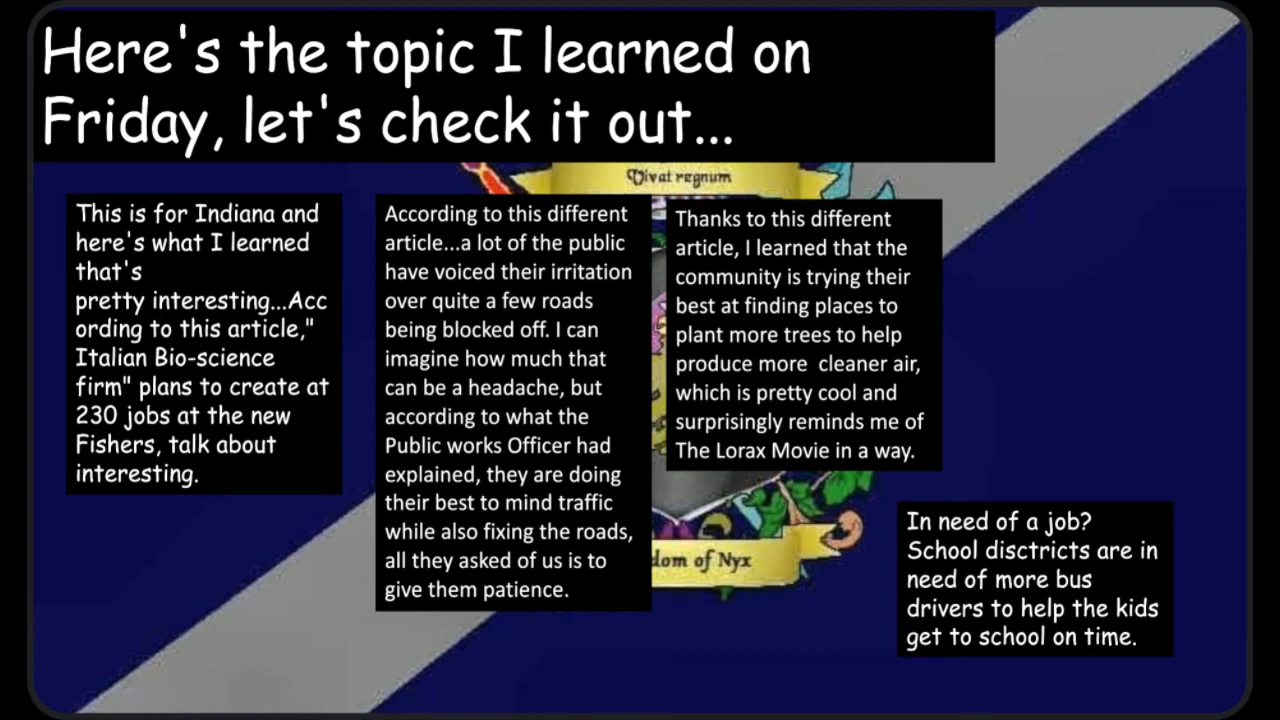 Here's the topic I learned on
Friday, let's check it out...
Vivat regnum
This is for Indiana and
here's what I learned
that's
pretty interesting...Acc
ording to this article,"
Italian Bio-science
firm" plans to create at
230 jobs at the new
Fishers, talk about
interesting.
According to this different
article...a lot of the public
have voiced their irritation
over quite a few roads
being blocked off. I can
imagine how much that
can be a headache, but
according to what the
Public works Officer had
explained, they are doing
their best to mind traffic
while also fixing the roads,
all they asked of us is to
give them patience.
Thanks to this different
article, I learned that the
community is trying their
best at finding places to
plant more trees to help
produce more  cleaner air,
which is pretty cool and
surprisingly reminds me of
The Lorax Movie in a way.
dom of Nyx
In need of a job?
School disctricts are in
need of more bus
drivers to help the kids
get to school on time.